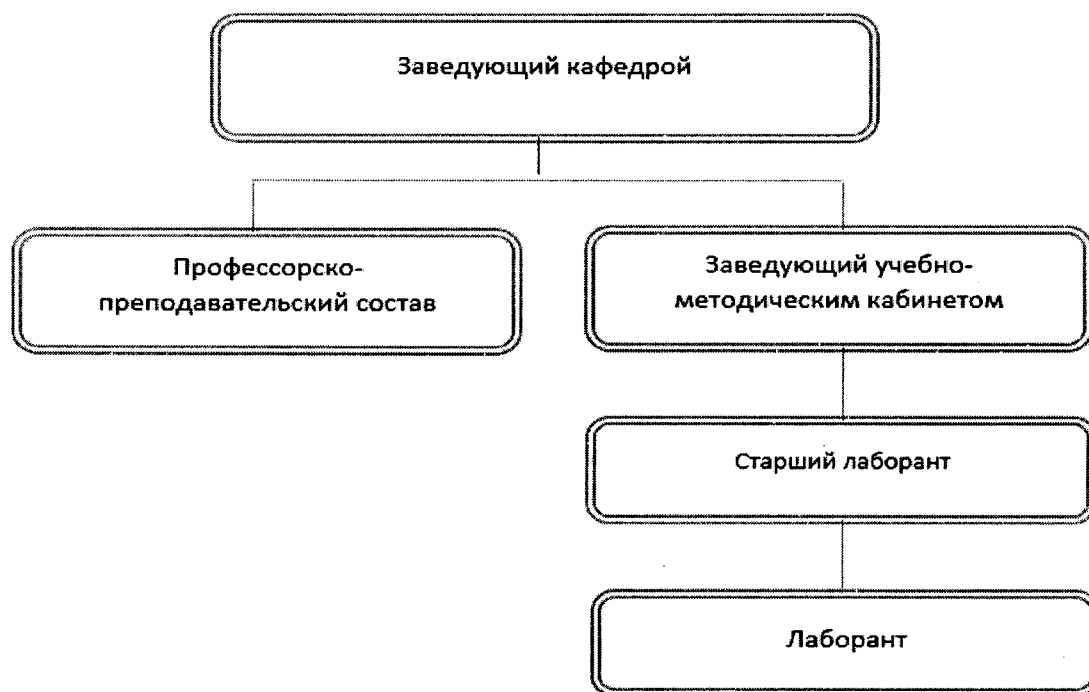 Заведующий кафедрой
Профессорско-
преподавательский состав
Заведующий учебно-
методическим кабинетом
Старший лаборант
Лаборант